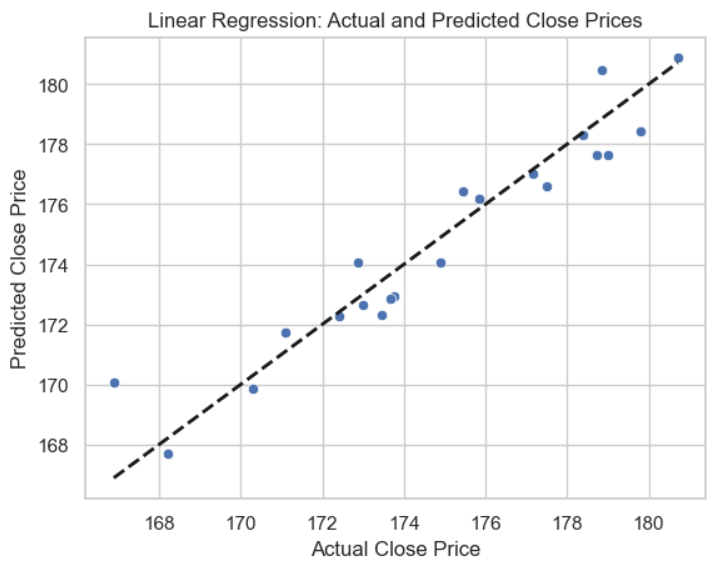 Linear Regression: Actual and Predicted Close Prices
180
178
176
174
172
170
168
Predicted Close Price
168 170 172 174 176 178 180
Actual Close Price